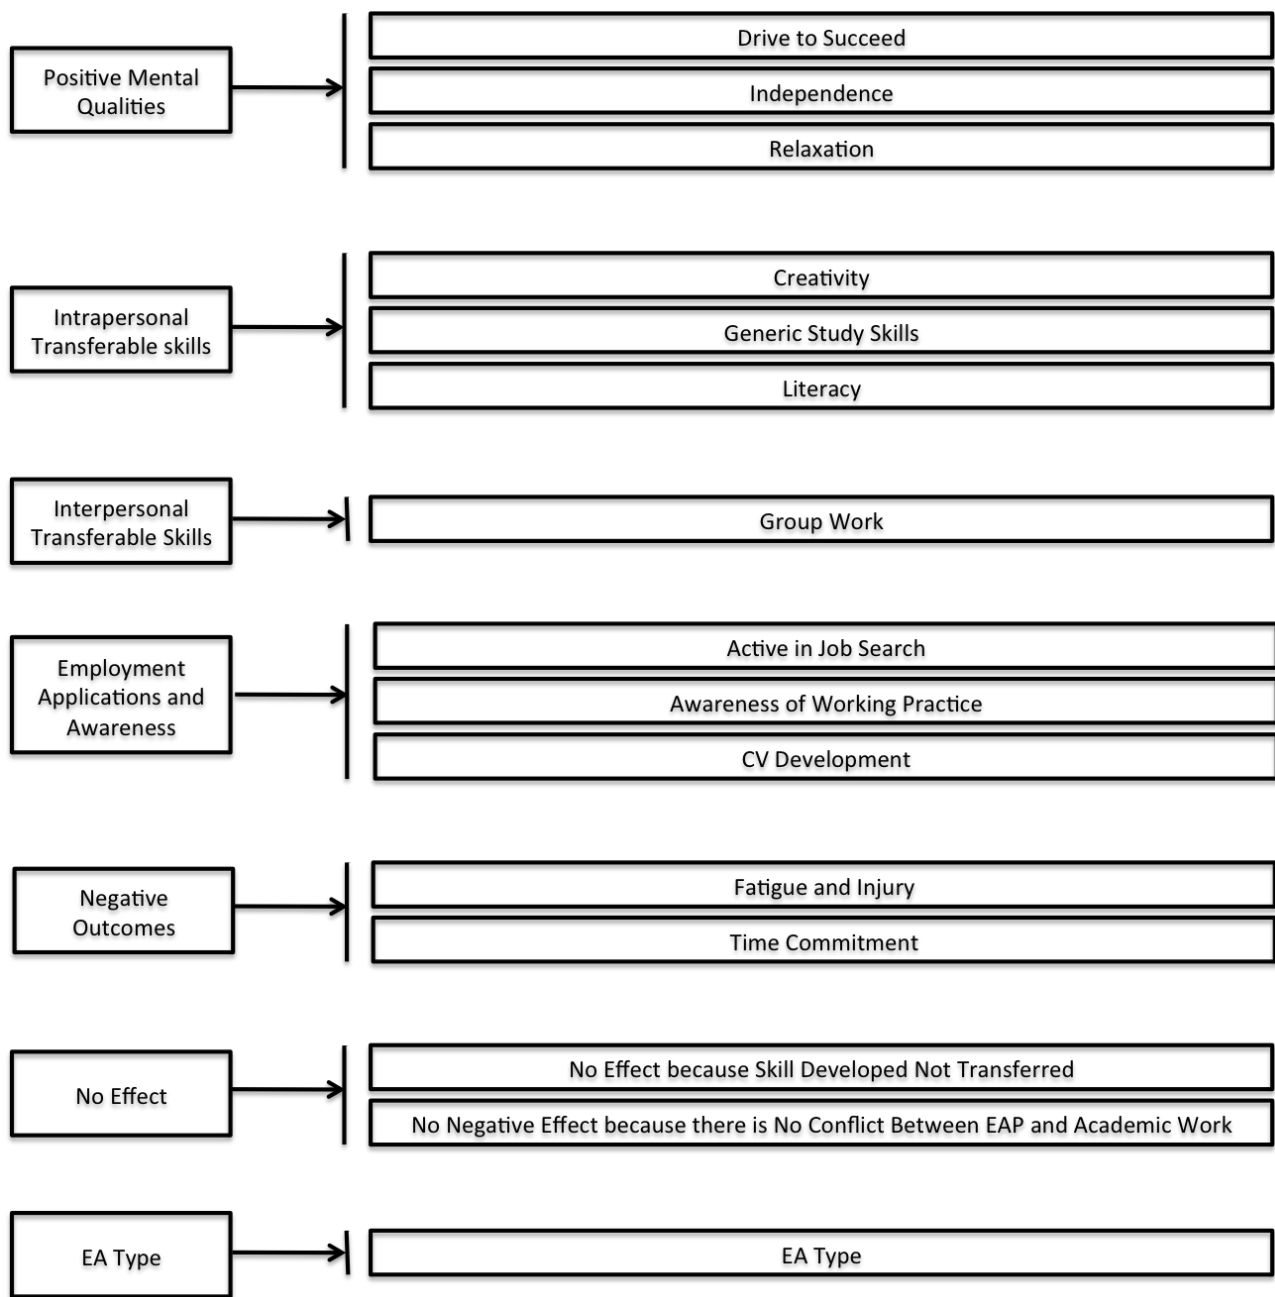 Positive Mental
Qualities
Drive to Succeed
Independence
Relaxation
Intrapersonal
Transferable skills
Creativity
Generic Study Skills
Literacy
Interpersonal
Transferable Skills
Group Work
Employment
Applications and
Awareness
Active in Job Search
Awareness of Working Practice
CV Development
Negative
Outcomes
Fatigue and Injury
Time Commitment
No Effect
No Effect because Skill Developed Not Transferred
No Negative Effect because there is No Conflict Between EAP and Academic Work
EA Type
EA Type